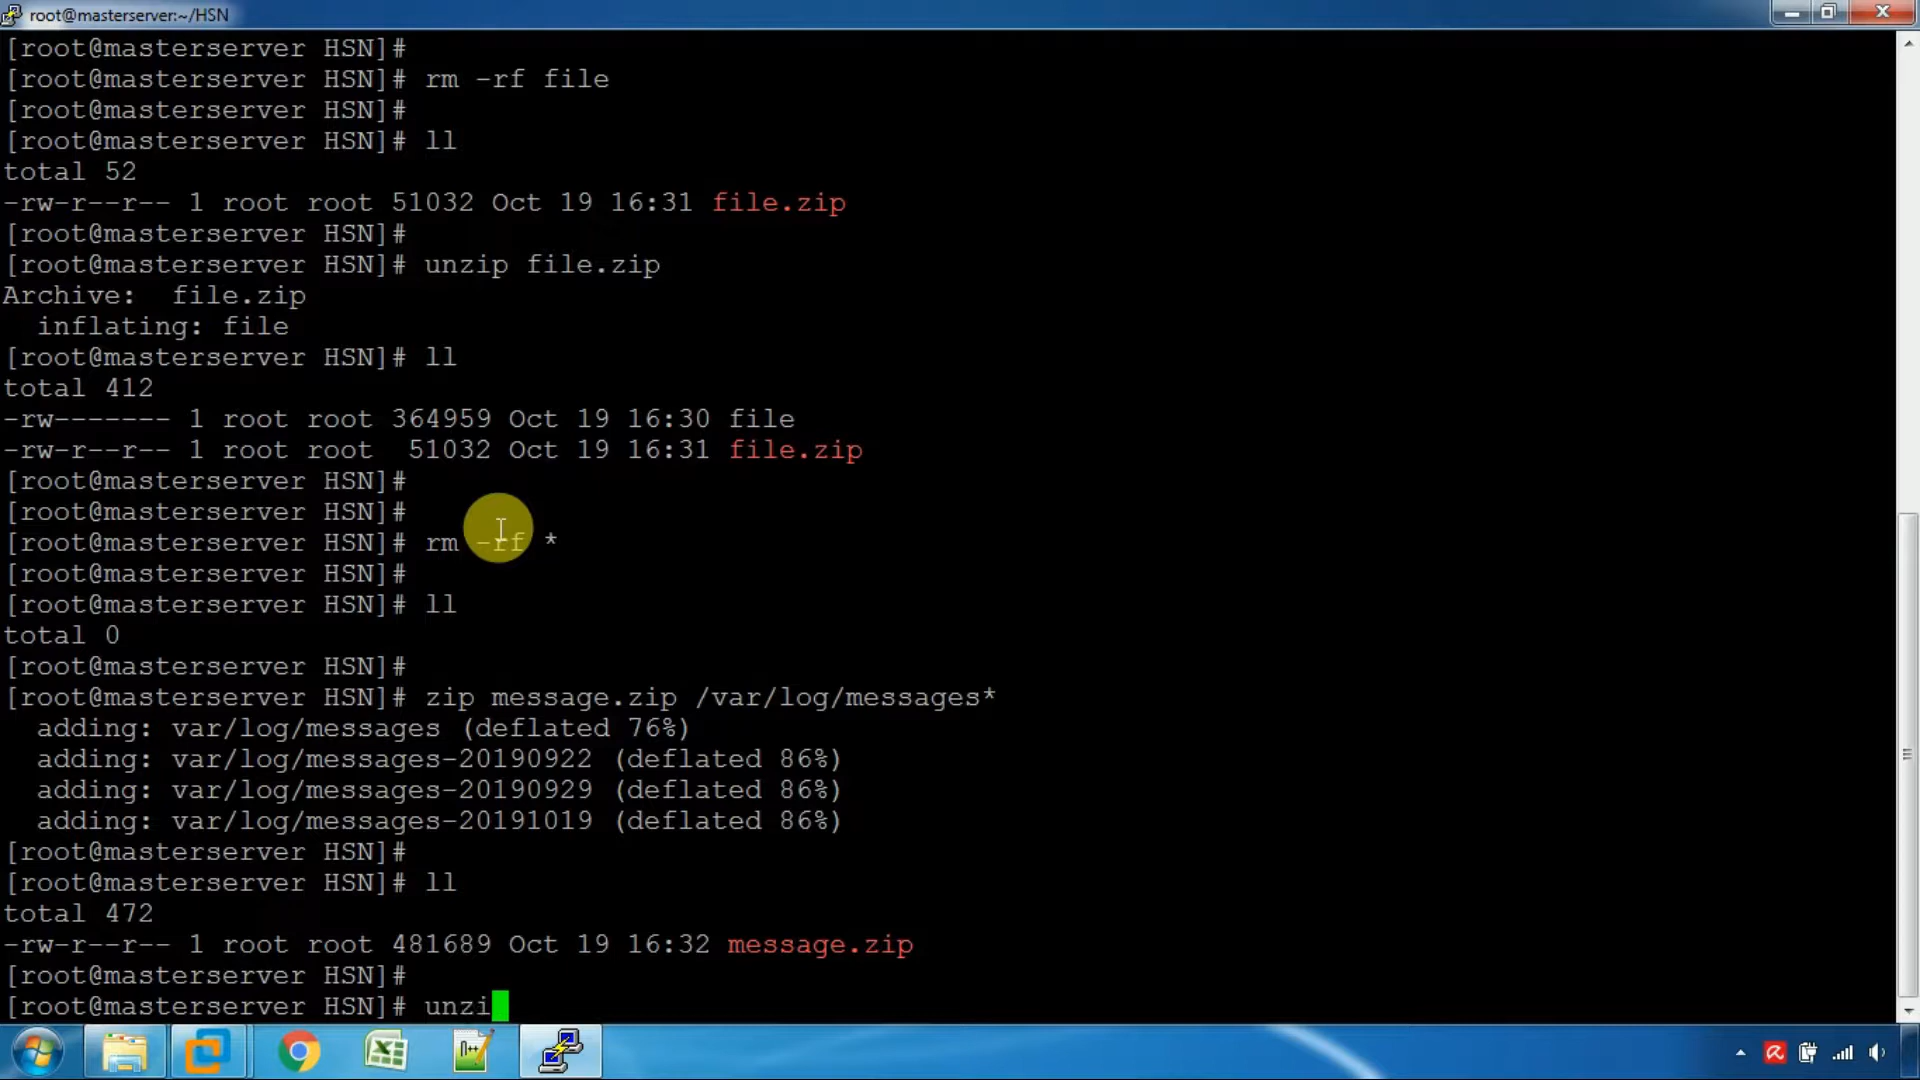 root@masterserver:~/HSN
[root@masterserver HSN]#
[root@masterserver HSN]# rm -rf file
[root@masterserver HSN]#
[root@masterserver HSN]# ll
total 52
-rw-r--r-- 1 root root 51032 Oct 19 16:31 file.zip
[root@masterserver HSN]#
[root@masterserver HSN]# unzip file.zip
Archive:  file.zip
  inflating: file
[root@masterserver HSN]# ll
total 412
-rw------- 1 root root 364959 Oct 19 16:30 file
-rw-r--r-- 1 root root  51032 Oct 19 16:31 file.zip
[root@masterserver HSN]#
[root@masterserver HSN]#
[root@masterserver HSN]# rm -rf *
[root@masterserver HSN]#
[root@masterserver HSN]# ll
total 0
[root@masterserver HSN]#
[root@masterserver HSN]# zip message.zip /var/log/messages*
  adding: var/log/messages (deflated 76%)
  adding: var/log/messages-20190922 (deflated 86%)
  adding: var/log/messages-20190929 (deflated 86%)
  adding: var/log/messages-20191019 (deflated 86%)
[root@masterserver HSN]#
[root@masterserver HSN]# ll
total 472
-rw-r--r-- 1 root root 481689 Oct 19 16:32 message.zip
[root@masterserver HSN]#
[root@masterserver HSN]# unzi